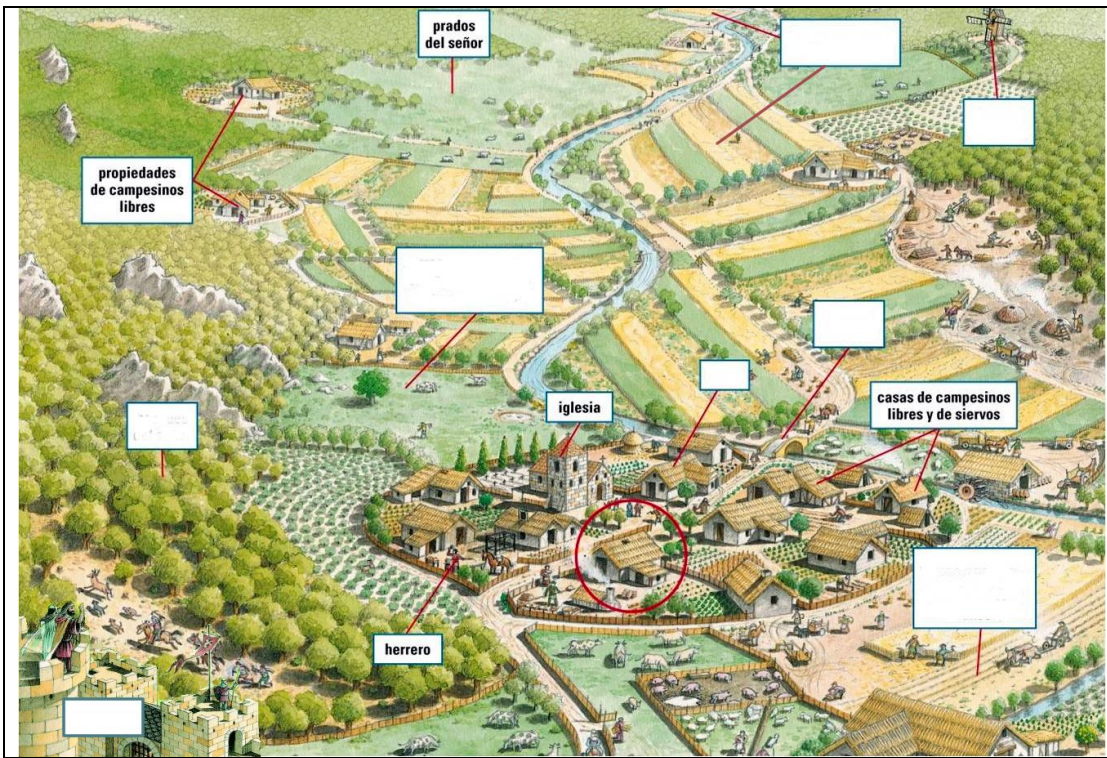 prados
del señor
propiedades
de campesinos
libres
iglesia
casas de campesinos
libres y de siervos
herrero